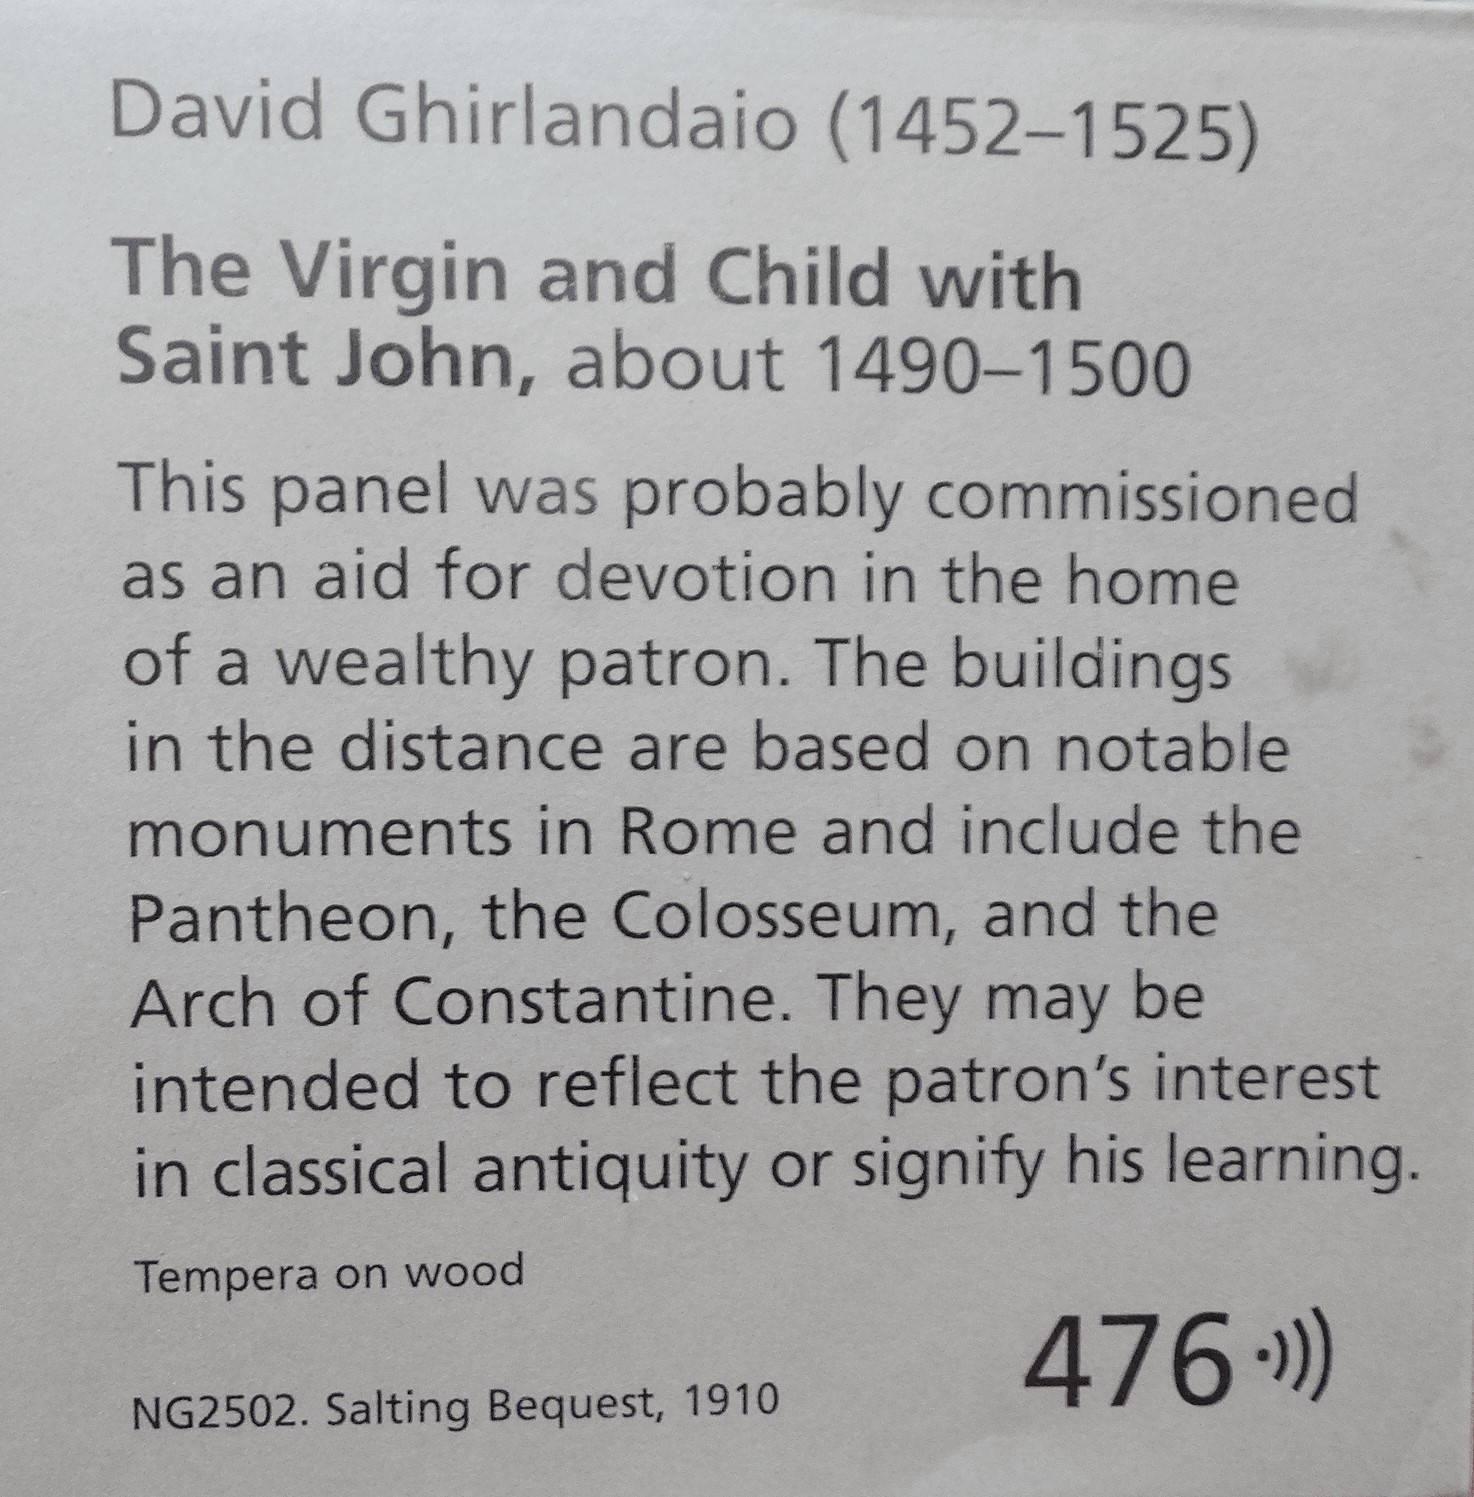 David Ghirlandaio (1452–1525)
The Virgin and Child with
Saint John, about 1490–1500
This panel was probably commissioned
as an aid for devotion in the home
of a wealthy patron. The buildings
in the distance are based on notable
monuments in Rome and include the
Pantheon, the Colosseum, and the
Arch of Constantine. They may be
intended to reflect the patron’s interest
in classical antiquity or signify his learning.
Tempera on wood
476
NG2502. Salting Bequest, 1910